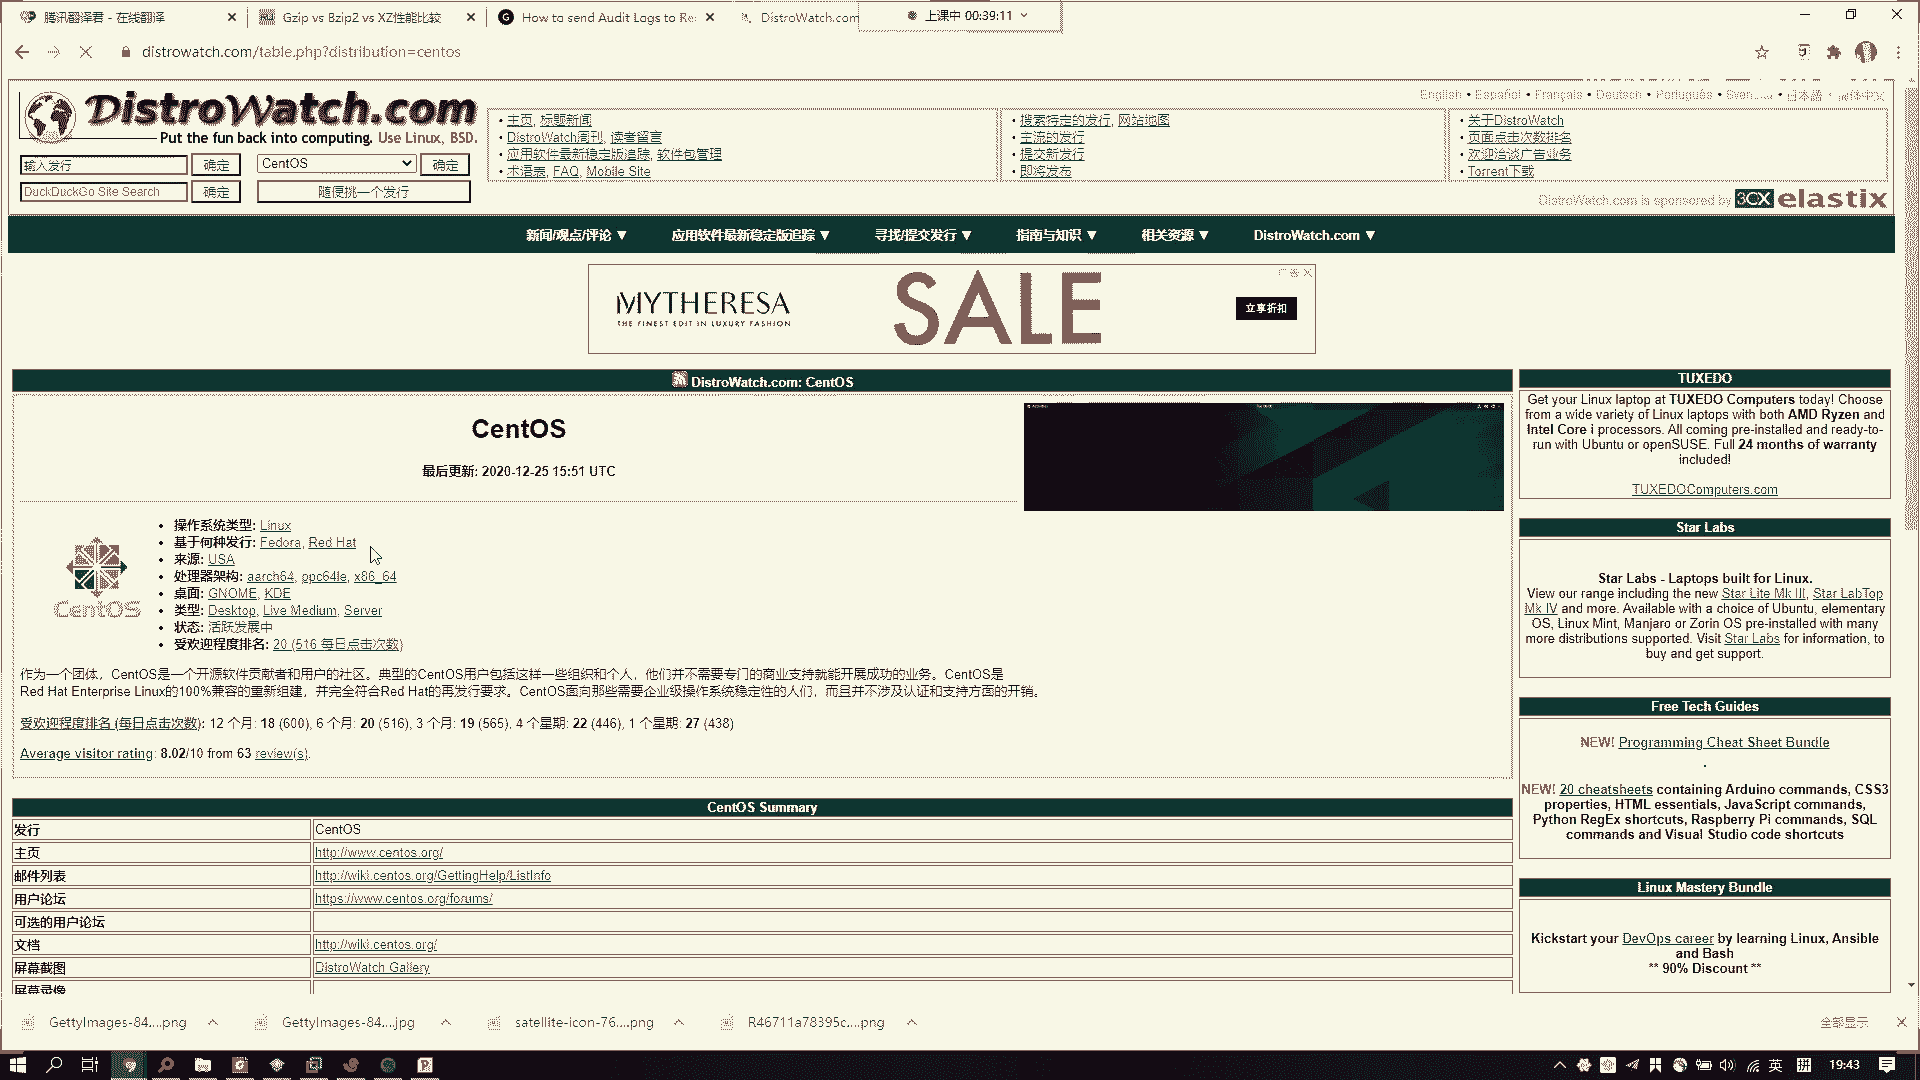 腾讯翻译君 - 在线翻译
Gzip vs Bzip2 vs XZ性能比较
How to send Audit Logs to Re
DistroWatch.com
上课中 00:39:11
distrowatch.com/table.php?distribution=centos
DistroWatch.com
Put the fun back into computing. Use Linux, BSD.
English • Español • Français • Deutsch • Português •
输入发行
确定
CentOS
确定
DuckDuckGo Site Search
确定
随便挑一个发行
• 主页, 标题新闻
• DistroWatch周刊, 读者留言
• 应用软件最新稳定版追踪, 软件包管理
• 术语表, FAQ, Mobile Site
• 搜索特定的发行, 网站地图
• 主流的发行
• 提交新发行
• 即将发布
• 关于DistroWatch
• 页面点击次数排名
• 欢迎洽谈广告业务
• Torrent下载
DistroWatch.com is sponsored by 3CX elastix
新闻/观点/评论 ▼
应用软件最新稳定版追踪 ▼
寻找/提交发行 ▼
指南与知识 ▼
相关资源 ▼
DistroWatch.com ▼
MYTHERESA
THE FINEST EDIT IN LUXURY FASHION
SALE
立享折扣
DistroWatch.com: CentOS
CentOS
最后更新: 2020-12-25 15:51 UTC
CentOS
• 操作系统类型: Linux
• 基于何种发行: Fedora, Red Hat
• 来源: USA
• 处理器架构: aarch64, ppc64le, x86_64
• 桌面: GNOME, KDE
• 类型: Desktop, Live Medium, Server
• 状态: 活跃发展中
• 受欢迎程度排名: 20 (516 每日点击次数)
作为一个团体，CentOS是一个开源软件贡献者和用户的社区。典型的CentOS用户包括这样一些组织和个人，他们并不需要专门的商业支持就能开展成功的业务。CentOS是
Red Hat Enterprise Linux的100%兼容的重新组建，并完全符合Red Hat的再发行要求。CentOS面向那些需要企业级操作系统稳定性的人们，而且并不涉及认证和支持方面的开销。
受欢迎程度排名 (每日点击次数): 12 个月: 18 (600), 6 个月: 20 (516), 3 个月: 19 (565), 4 个星期: 22 (446), 1 个星期: 27 (438)
Average visitor rating: 8.02/10 from 63 review(s).
CentOS Summary
发行 CentOS
主页 http://www.centos.org/
邮件列表 http://wiki.centos.org/GettingHelp/ListInfo
用户论坛 https://www.centos.org/forums/
可选的用户论坛
文档 http://wiki.centos.org/
屏幕截图 DistroWatch Gallery
屏幕录像
TUXEDO
Get your Linux laptop at TUXEDO Computers today! Choose
from a wide variety of Linux laptops with both AMD Ryzen and
Intel Core i processors. All coming pre-installed and ready-to-
run with Ubuntu or openSUSE. Full 24 months of warranty
included!
TUXEDOComputers.com
Star Labs
Star Labs - Laptops built for Linux.
View our range including the new Star Lite Mk III, Star LabTop
Mk IV and more. Available with a choice of Ubuntu, elementary
OS, Linux Mint, Manjaro or Zorin OS pre-installed with many
more distributions supported. Visit Star Labs for information, to
buy and get support.
Free Tech Guides
NEW! Programming Cheat Sheet Bundle
.
NEW! 20 cheatsheets containing Arduino commands, CSS3
properties, HTML essentials, JavaScript commands,
Python RegEx shortcuts, Raspberry Pi commands, SQL
commands and Visual Studio code shortcuts
Linux Mastery Bundle
Kickstart your DevOps career by learning Linux, Ansible
and Bash
** 90% Discount **
GettyImages-84....png
GettyImages-84....jpg
satellite-icon-76....png
R46711a78395c....png
全部显示
英
拼
19:43